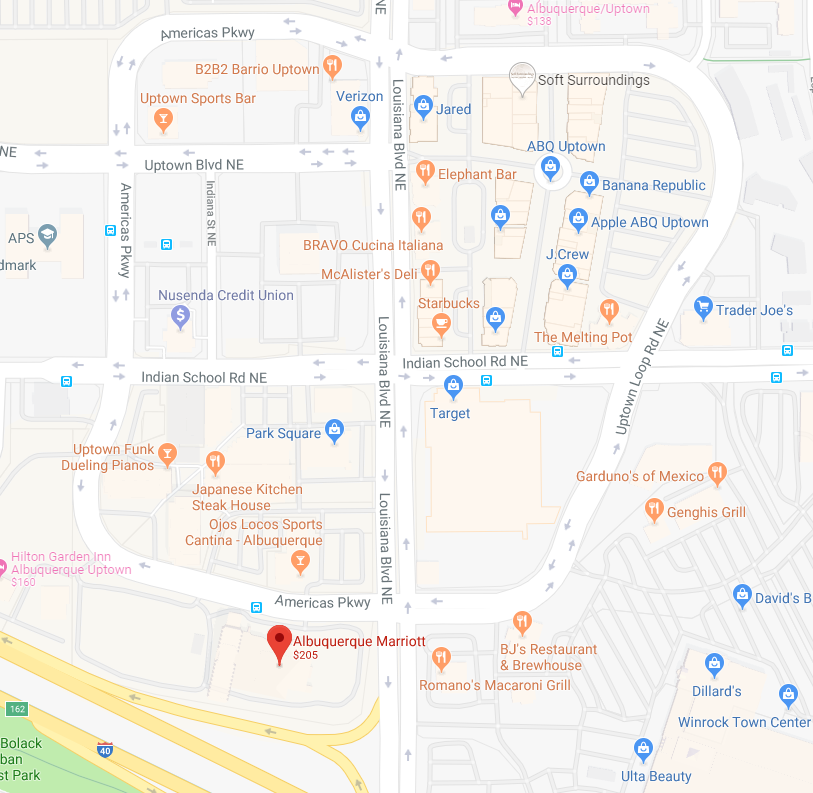 NE
Albuquerque/Uptown
$138
Americas Pkwy
B2B2 Barrio Uptown
Soft Surroundings
Uptown Sports Bar
Verizon
Louisiana Blvd NE
Jared
NE
Uptown Blvd NE
ABQ Uptown
Elephant Bar
Banana Republic
Americas Pkwy
Indiana St NE
APS
dmark
BRAVO Cucina Italiana
Apple ABQ Uptown
McAlister's Deli
J.Crew
Nusenda Credit Union
$
Starbucks
Trader Joe's
The Melting Pot
Louisiana Blvd NE
Uptown Loop Rd NE
Indian School Rd NE
Indian School Rd NE
Target
Park Square
Uptown Funk
Dueling Pianos
Japanese Kitchen
Steak House
Garduno's of Mexico
Genghis Grill
Ojos Locos Sports
Cantina - Albuquerque
Louisiana Blvd NE
Hilton Garden Inn
Albuquerque Uptown
$160
Americas Pkwy
David's B
Albuquerque Marriott
$205
BJ's Restaurant
& Brewhouse
Romano's Macaroni Grill
Dillard's
162
Winrock Town Center
40
Bolack
ban
st Park
Ulta Beauty